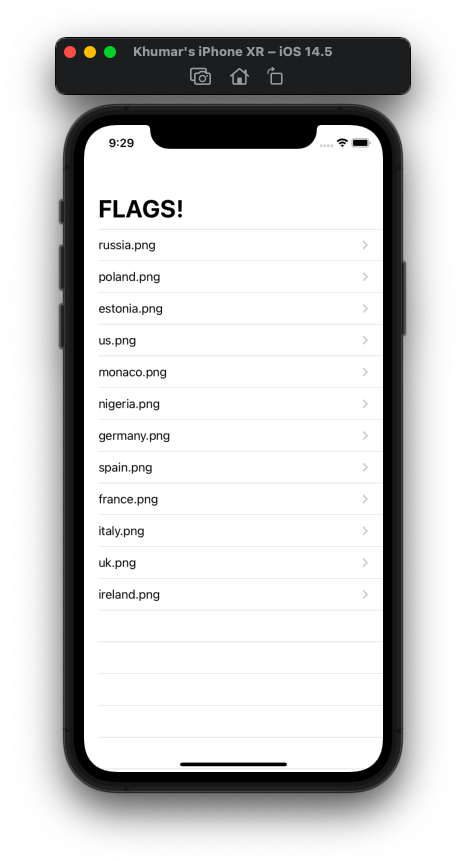 Khumar's iPhone XR – iOS 14.5
9:29
FLAGS!
russia.png
poland.png
estonia.png
us.png
monaco.png
nigeria.png
germany.png
spain.png
france.png
italy.png
uk.png
ireland.png